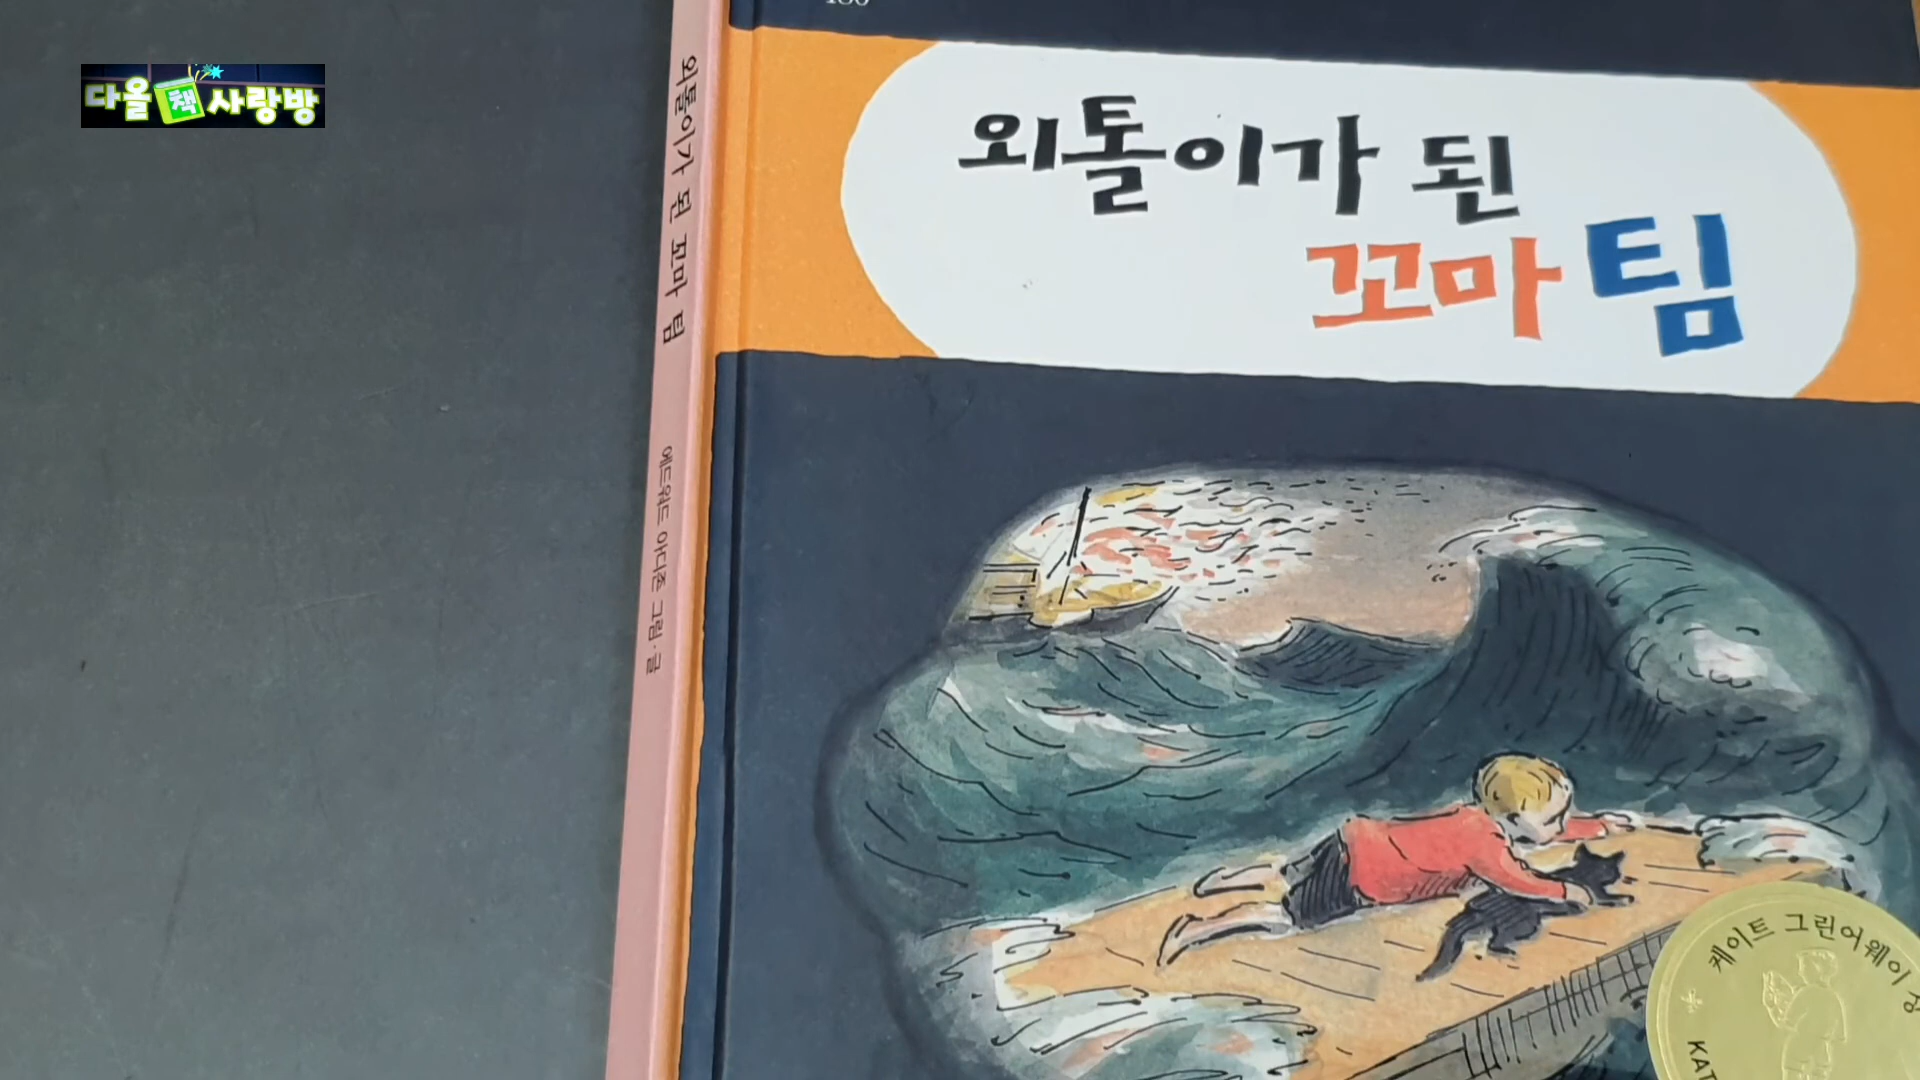 다올책사랑방
외톨이가 된
꼬마 팀
외톨이가 된 꼬마 팀 에드워드 아디존 그림·글
케이트 그린어웨이
KAT